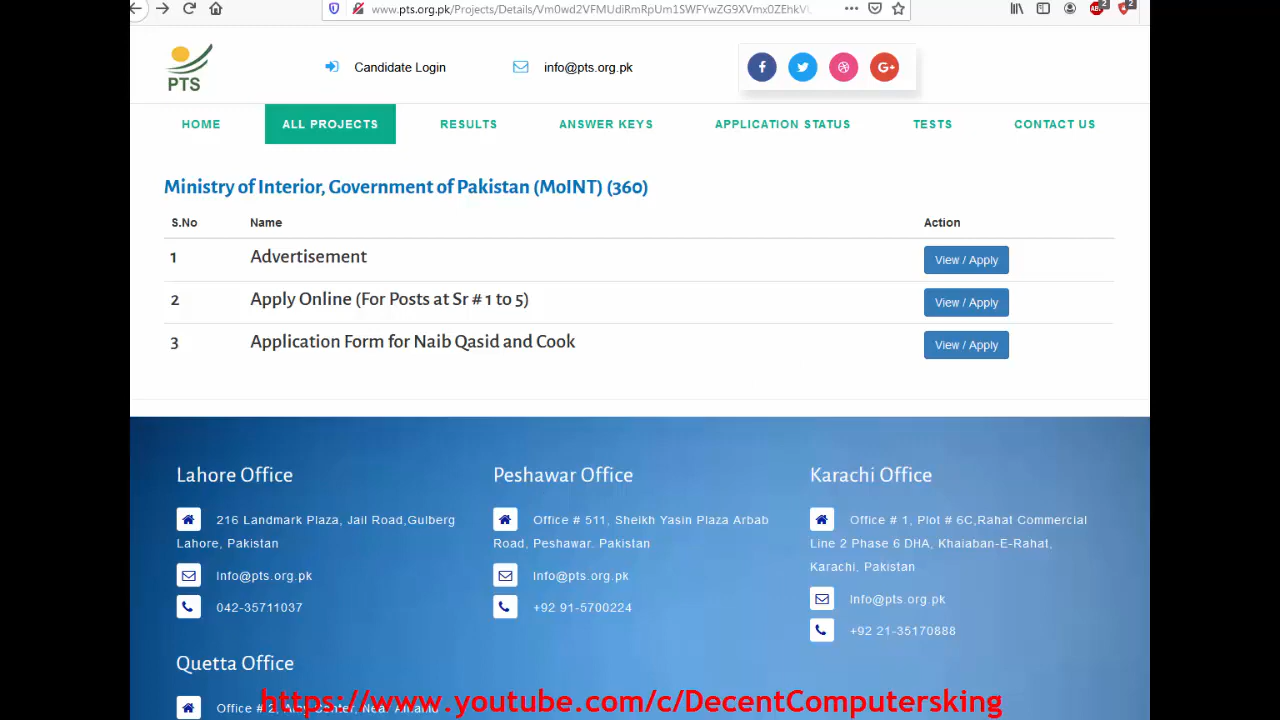 www.pts.org.pk/Projects/Details/Vm0wd2VFMUdiRmRpUm1SWFYwZG9XVmx0ZEhkVU
2
2
PTS
Candidate Login
info@pts.org.pk
HOME
ALL PROJECTS
RESULTS
ANSWER KEYS
APPLICATION STATUS
TESTS
CONTACT US
Ministry of Interior, Government of Pakistan (MoINT) (360)
S.No Name Action
1 Advertisement View / Apply
2 Apply Online (For Posts at Sr # 1 to 5) View / Apply
3 Application Form for Naib Qasid and Cook View / Apply
Lahore Office
216 Landmark Plaza, Jail Road,Gulberg
Lahore, Pakistan
Info@pts.org.pk
042-35711037
Peshawar Office
Office # 511, Sheikh Yasin Plaza Arbab
Road, Peshawar. Pakistan
Info@pts.org.pk
+92 91-5700224
Karachi Office
Office # 1, Plot # 6C,Rahat Commercial
Line 2 Phase 6 DHA, Khaiaban-E-Rahat,
Karachi, Pakistan
Info@pts.org.pk
+92 21-35170888
Quetta Office
Office # 2,
https://www.youtube.com/c/DecentComputersking